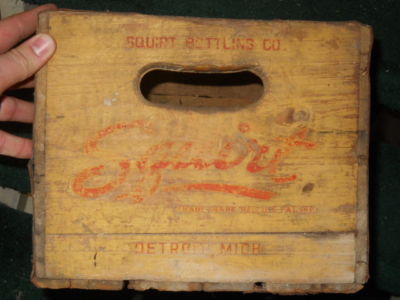 SQUIRT BOTTLING CO.
Squirt
TRADE MARK REG. U.S. PAT. OFF.
DETROIT, MICH.